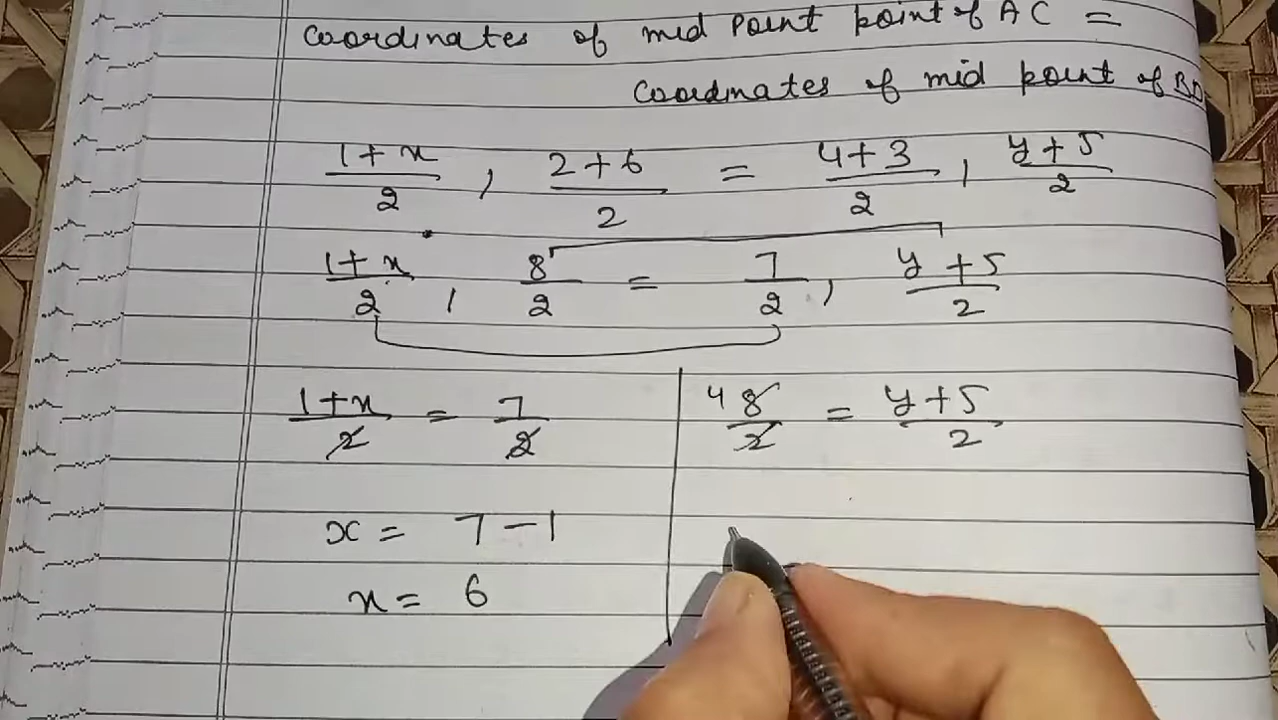 Coordinates of mid Point point of AC =
Coordinates of mid point of BD
1+x/2 , 2+6/2 = 4+3/2 , y+5/2
1+x/2 , 8/2 = 7/2 , y+5/2
1+x/2 = 7/2
x = 7-1
x = 6
4 8/2 = y+5/2